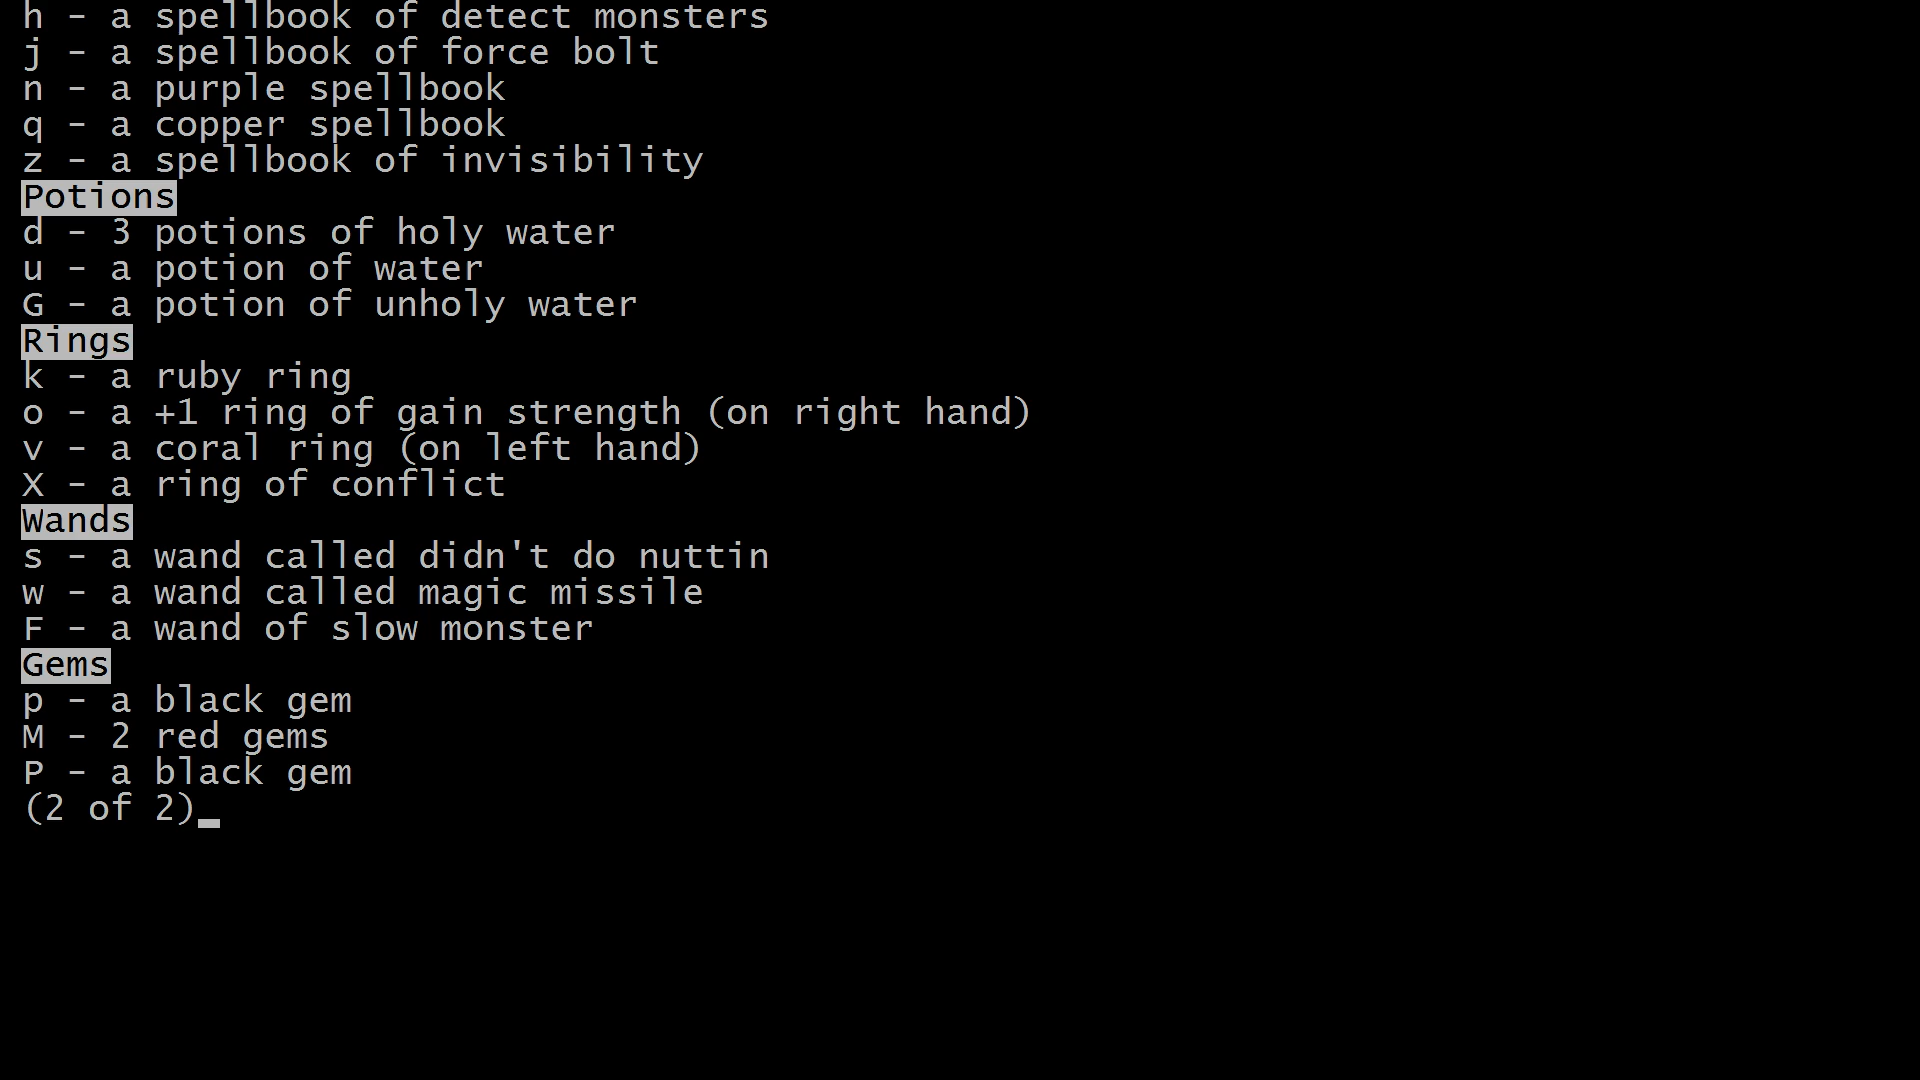 h - a spellbook of detect monsters
j - a spellbook of force bolt
n - a purple spellbook
q - a copper spellbook
z - a spellbook of invisibility
Potions
d - 3 potions of holy water
u - a potion of water
G - a potion of unholy water
Rings
k - a ruby ring
o - a +1 ring of gain strength (on right hand)
v - a coral ring (on left hand)
X - a ring of conflict
Wands
s - a wand called didn't do nuttin
w - a wand called magic missile
F - a wand of slow monster
Gems
p - a black gem
M - 2 red gems
P - a black gem
(2 of 2)